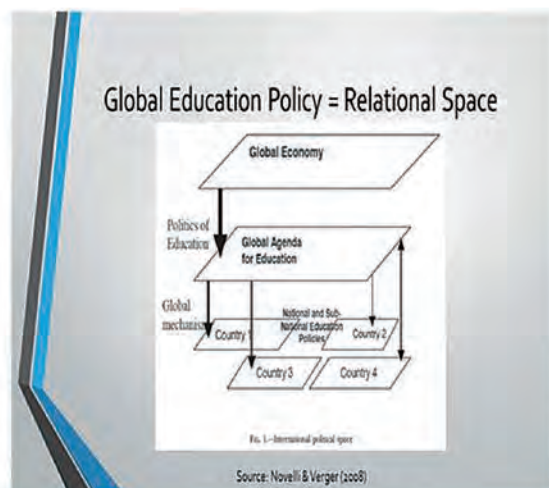 Global Education Policy = Relational Space
Global Economy
Politics of
Education
Global Agenda
for Education
Global
mechanism
National and Sub-
National Education
Policies
Country 1
Country 2
Country 3
Country 4
FIG. 1.—International political space
Source: Novelli & Verger (2008)